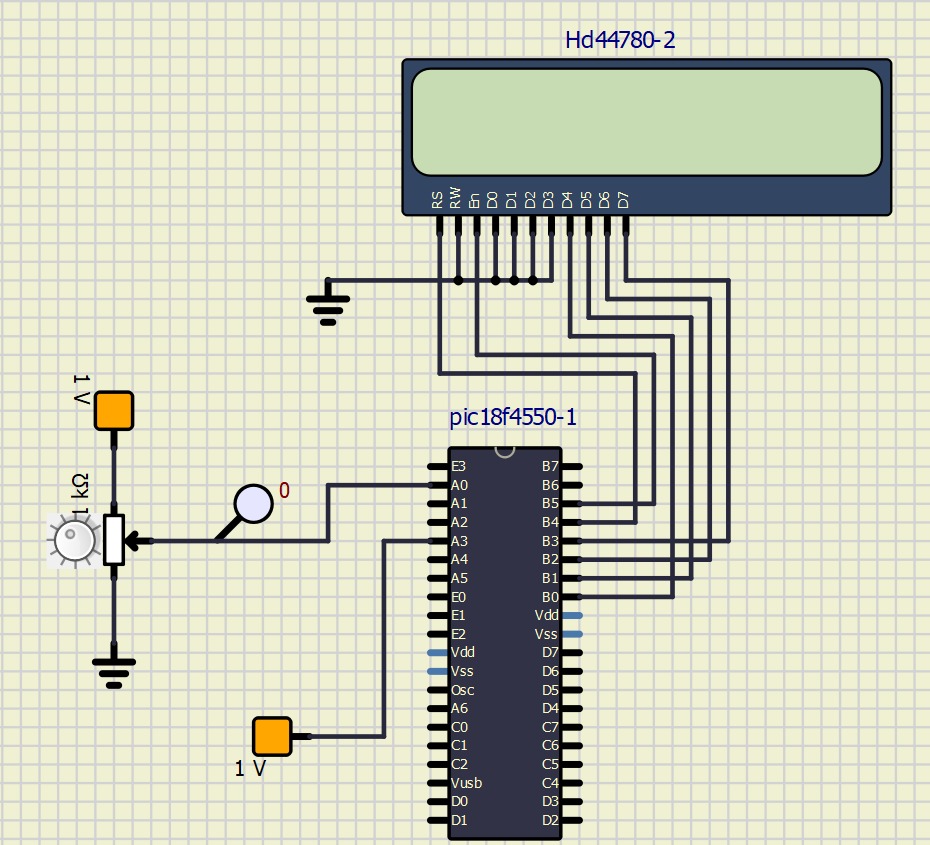 Hd44780-2
RS RW En D0 D1 D2 D3 D4 D5 D6 D7
1 V
1 kΩ
0
pic18f4550-1
E3 B7
A0 B6
A1 B5
A2 B4
A3 B3
A4 B2
A5 B1
E0 B0
E1 Vdd
E2 Vss
Vdd D7
Vss D6
Osc D5
A6 D4
C0 C7
C1 C6
C2 C5
Vusb C4
D0 D3
D1 D2
1 V